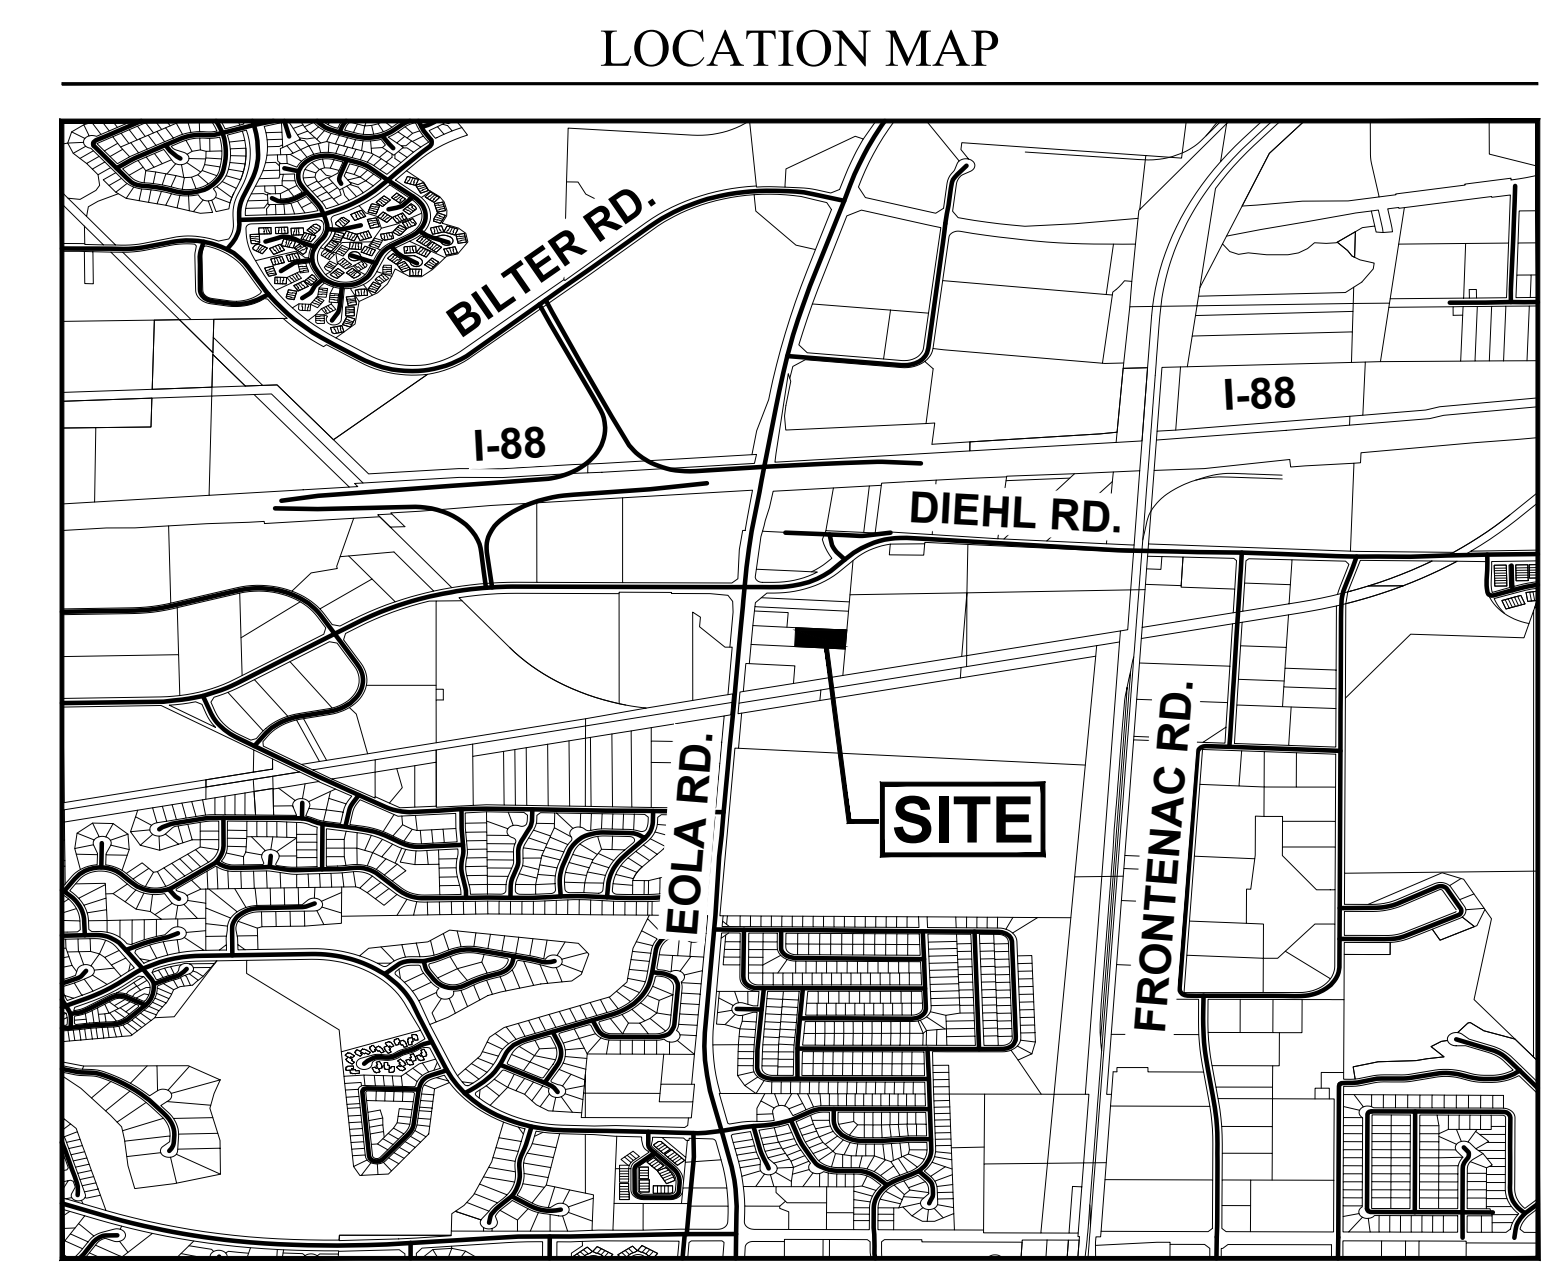 LOCATION MAP
BILTER RD.
I-88
I-88
DIEHL RD.
EOLA RD.
FRONTENAC RD.
SITE